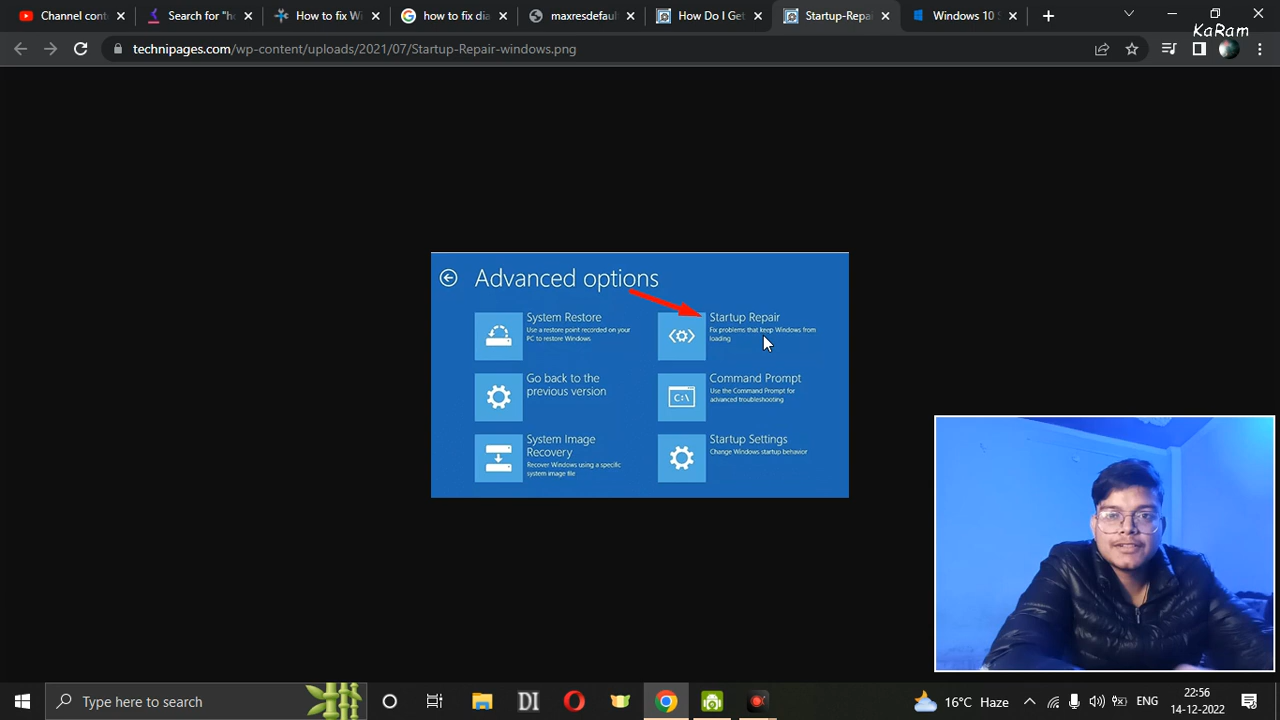 Channel cont
Search for "h
How to fix Wi
how to fix dia
maxresdefaul
How Do I Get
Startup-Repai
Windows 10 S
KaRam
technipages.com/wp-content/uploads/2021/07/Startup-Repair-windows.png
Advanced options
System Restore
Use a restore point recorded on your
PC to restore Windows
Startup Repair
Fix problems that keep Windows from
loading
Go back to the
previous version
Command Prompt
Use the Command Prompt for
advanced troubleshooting
C:\
System Image
Recovery
Recover Windows using a specific
system image file
Startup Settings
Change Windows startup behavior
Type here to search
DI
16°C Haze
ENG
22:56
14-12-2022